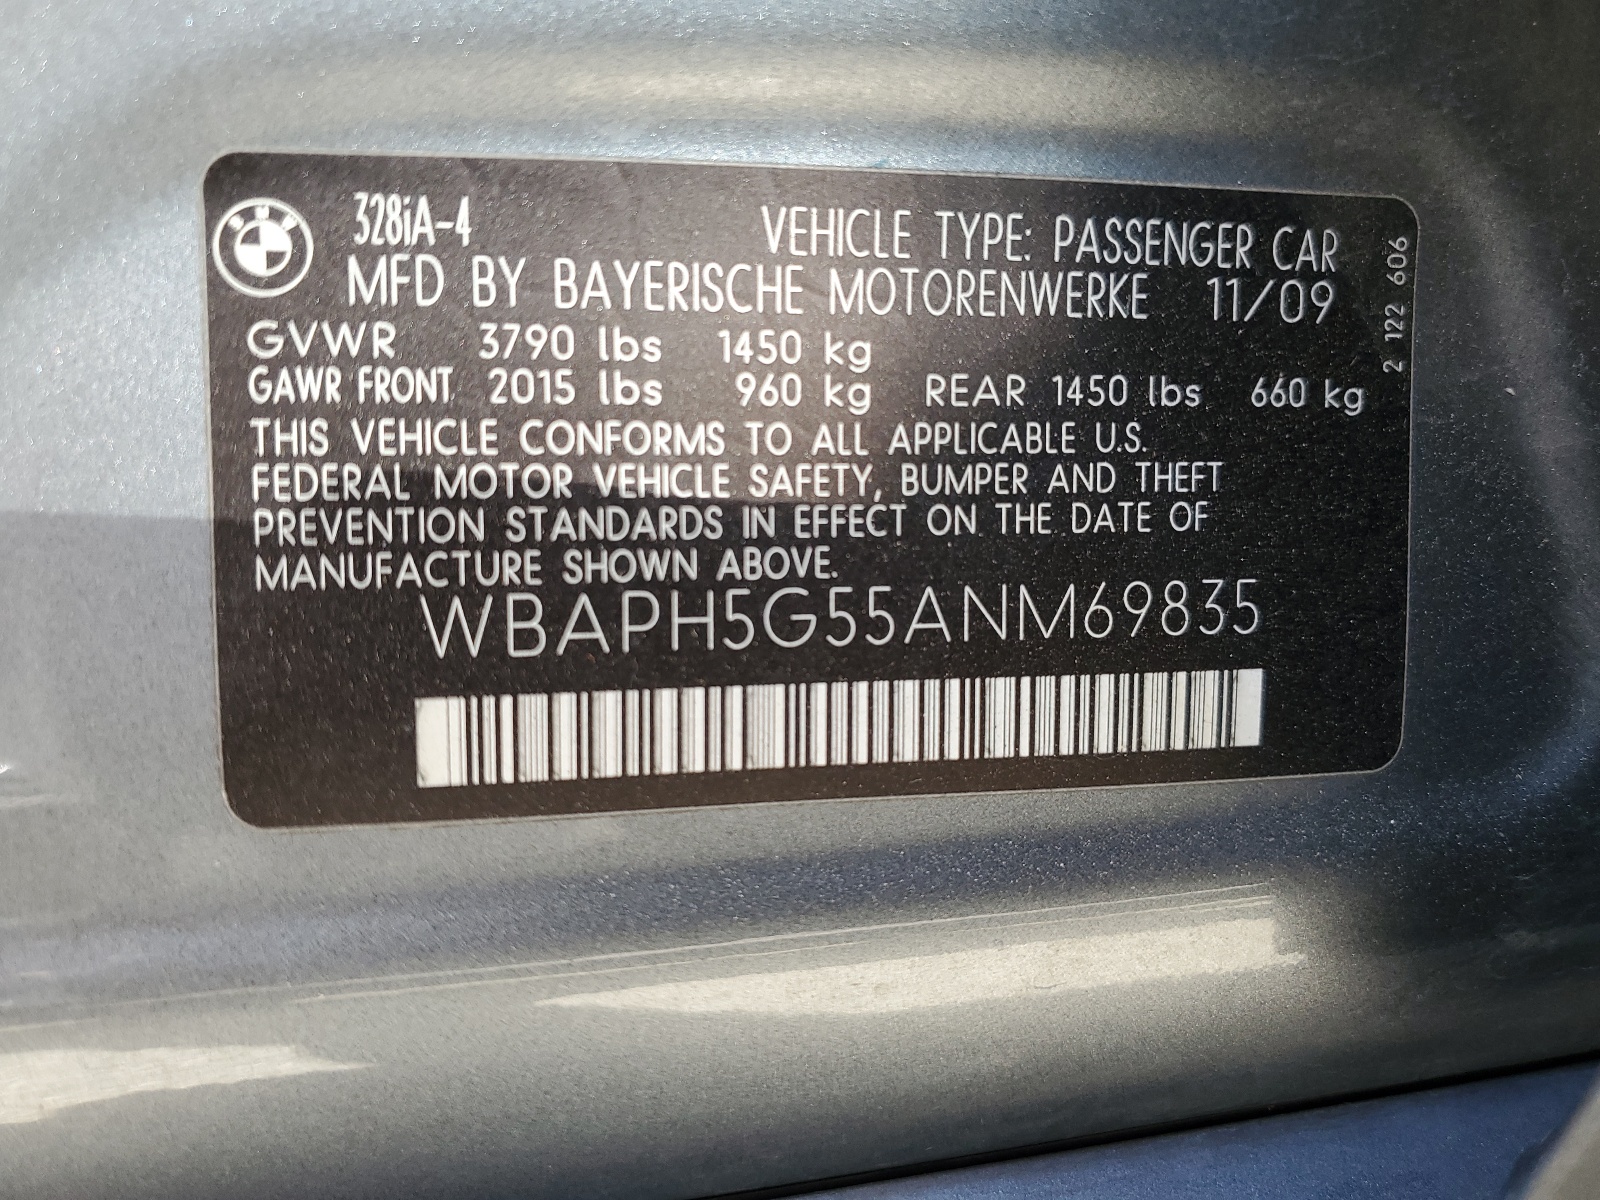 BMW
328iA-4 VEHICLE TYPE: PASSENGER CAR
MFD BY BAYERISCHE MOTORENWERKE 11/09
GVWR 3790 lbs 1450 kg
GAWR FRONT 2015 lbs 960 kg REAR 1450 lbs 660 kg
THIS VEHICLE CONFORMS TO ALL APPLICABLE U.S.
FEDERAL MOTOR VEHICLE SAFETY, BUMPER AND THEFT
PREVENTION STANDARDS IN EFFECT ON THE DATE OF
MANUFACTURE SHOWN ABOVE.
WBAPH5G55ANM69835
2 122 606